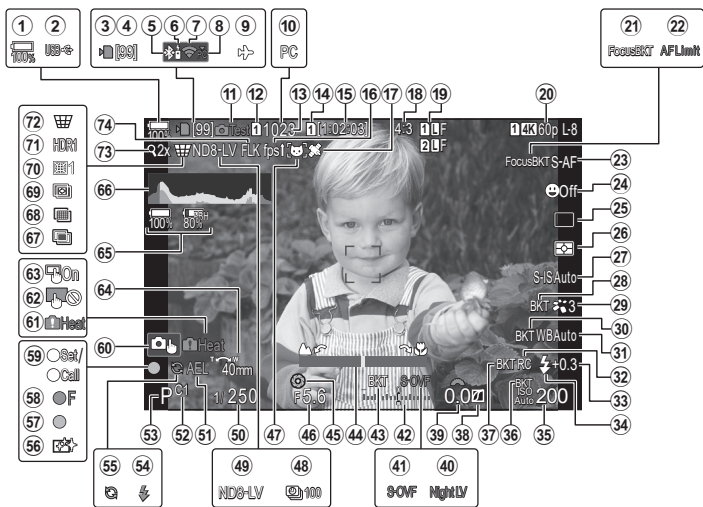 1 2 3 4 5 6 7 8 9 10 21 22
100% USB [99] PC FocusBKT AFLimit
11 12 13 14 15 16 17 18 19 20
100% [99] Test 1 1023 1 [1:02:03] 4:3 1 L F 1 4K 60p L-8
2 L F
2x ND8-LV FLK fps
FocusBKT S-AF 23
72
71 HDR1
70 1
69
68
67
74
73
66
100% 80%
65
Off 24
25
26
S-IS Auto 27
28
BKT 3 29
30
BKT WBAuto 31
32
63 On
62
61 Heat
64
60
Heat
59 Set/
Call
58 F
57
56
AEL 40mm
T W
BKT S-OVF
BKT RC +0.3 33
34
P C1 1/ 250 F5.6 0.0 BKT ISO Auto 200
53 52 51 50 47 46 45 44 43 42 39 38 37 36 35
55 54 49 48 41 40
ND8-LV 100 S-OVF Night LV